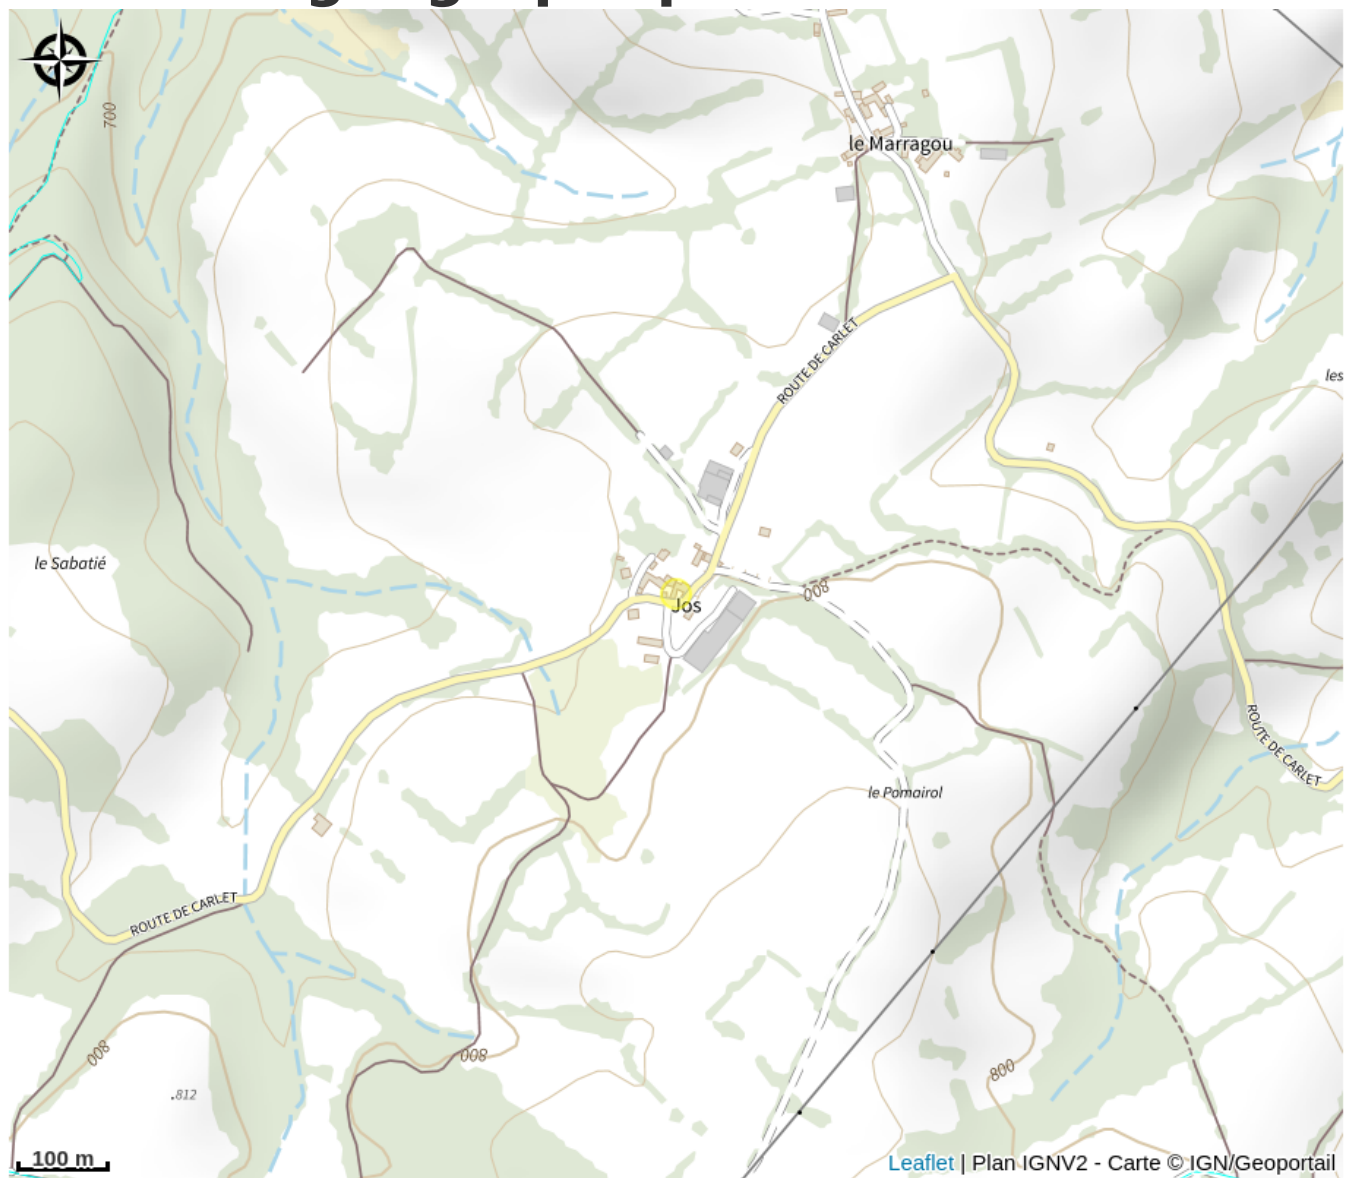 700
le Marragou
ROUTE DE CARLET
les
le Sabatié
Jos
800
ROUTE DE CARLET
le Pomairol
ROUTE DE CARLET
800
800
800
.812
100 m
Leaflet | Plan IGNV2 - Carte © IGN/Geoportail